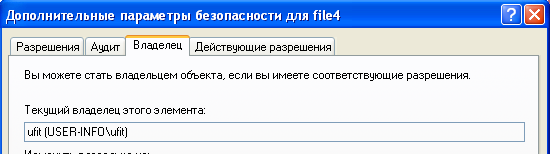 Дополнительные параметры безопасности для file4
Разрешения Аудит Владелец Действующие разрешения
Вы можете стать владельцем объекта, если вы имеете соответствующие разрешения.
Текущий владелец этого элемента:
ufit (USER-INFO\ufit)